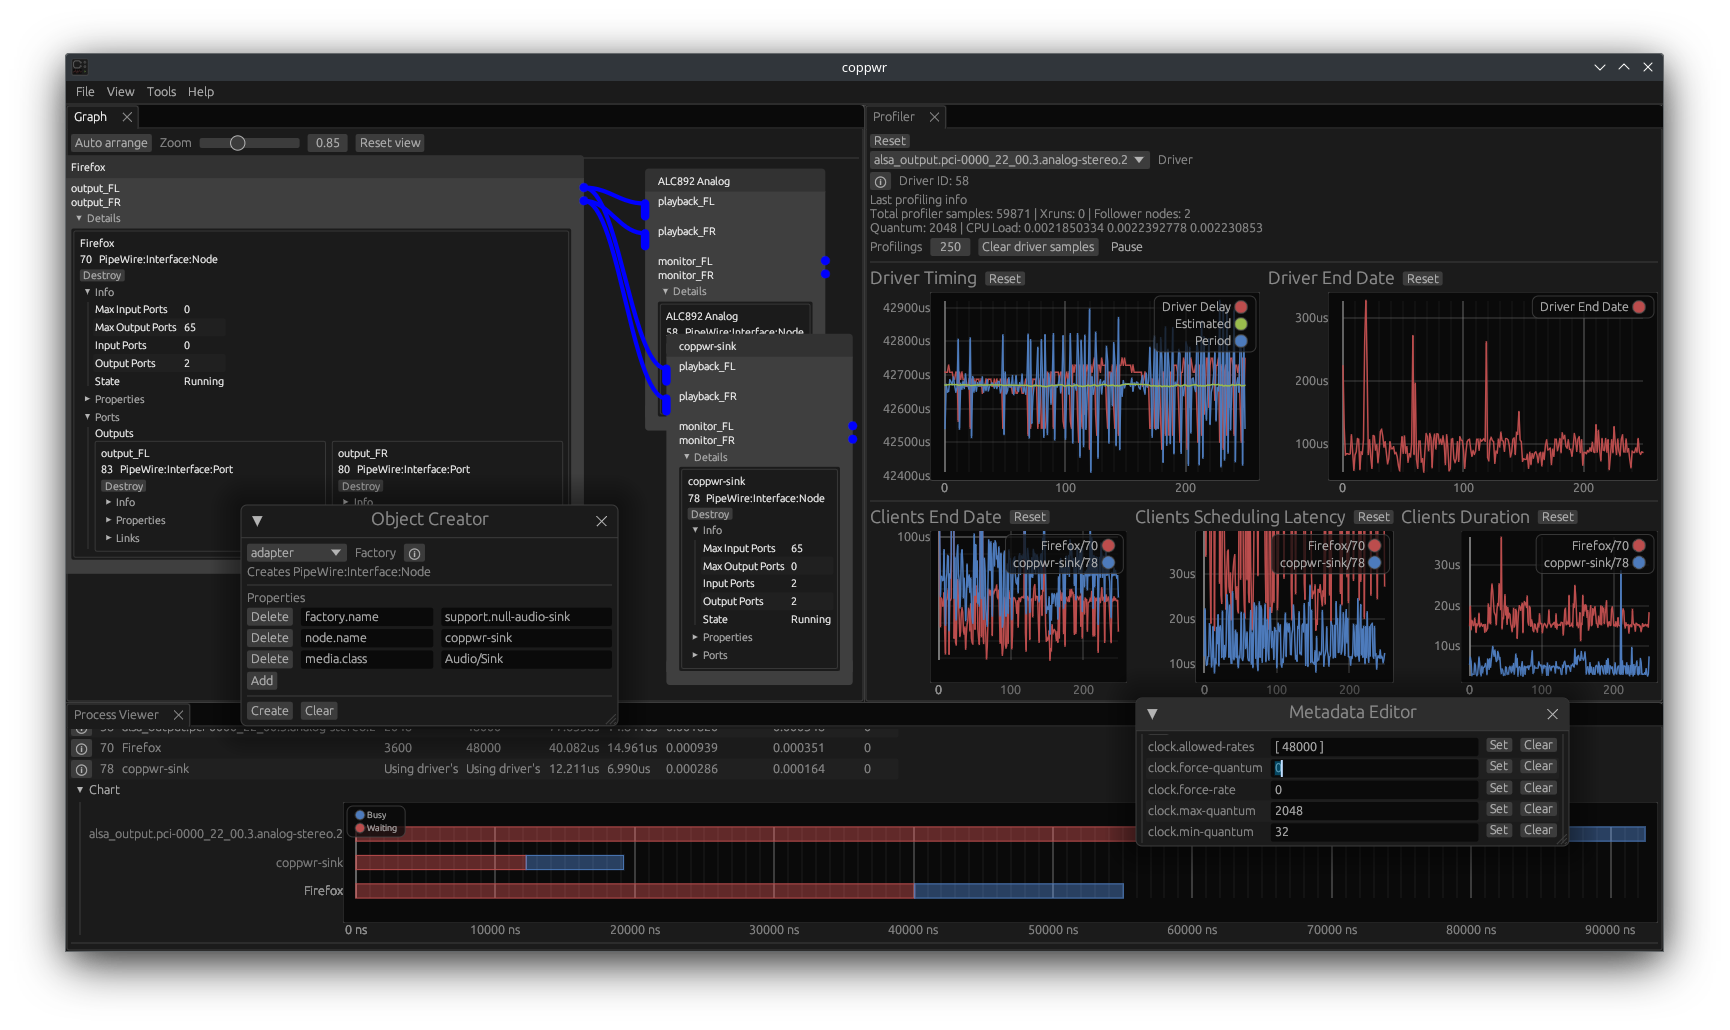 coppwr
File View Tools Help
Graph
Auto arrange Zoom 0.85 Reset view
Firefox
output_FL
output_FR
Details
Firefox
70 PipeWire:Interface:Node
Destroy
Info
Max Input Ports 0
Max Output Ports 65
Input Ports 0
Output Ports 2
State Running
Properties
Ports
Outputs
output_FL
83 PipeWire:Interface:Port
Destroy
Info
Properties
Links
output_FR
80 PipeWire:Interface:Port
Destroy
Info
ALC892 Analog
playback_FL
playback_FR
monitor_FL
monitor_FR
Details
ALC892 Analog
58 PipeWire:Interface:Node
coppwr-sink
playback_FL
playback_FR
monitor_FL
monitor_FR
Details
coppwr-sink
78 PipeWire:Interface:Node
Destroy
Info
Max Input Ports 65
Max Output Ports 0
Input Ports 2
Output Ports 2
State Running
Properties
Ports
Object Creator
adapter Factory
Creates PipeWire:Interface:Node
Properties
Delete factory.name support.null-audio-sink
Delete node.name coppwr-sink
Delete media.class Audio/Sink
Add
Create Clear
Profiler
Reset
alsa_output.pci-0000_22_00.3.analog-stereo.2 Driver
Driver ID: 58
Last profiling info
Total profiler samples: 59871 | Xruns: 0 | Follower nodes: 2
Quantum: 2048 | CPU Load: 0.0021850334 0.0022392778 0.002230853
Profilings 250 Clear driver samples Pause
Driver Timing Reset
Driver Delay
Estimated
Period
42900us
42800us
42700us
42600us
42500us
42400us
0 100 200
Driver End Date Reset
Driver End Date
300us
200us
100us
0 100 200
Clients End Date Reset
Firefox/70
coppwr-sink/78
100us
0 100 200
Clients Scheduling Latency Reset
Firefox/70
coppwr-sink/78
30us
20us
10us
0 100 200
Clients Duration Reset
Firefox/70
coppwr-sink/78
30us
20us
10us
0 100 200
Process Viewer
70 Firefox 3600 48000 40.082us 14.961us 0.000939 0.000351 0
78 coppwr-sink Using driver's Using driver's 12.211us 6.990us 0.000286 0.000164 0
Chart
Busy
Waiting
alsa_output.pci-0000_22_00.3.analog-stereo.2
coppwr-sink
Firefox
0 ns 10000 ns 20000 ns 30000 ns 40000 ns 50000 ns 60000 ns 70000 ns 80000 ns 90000 ns
Metadata Editor
clock.allowed-rates [ 48000 ] Set Clear
clock.force-quantum 0 Set Clear
clock.force-rate 0 Set Clear
clock.max-quantum 2048 Set Clear
clock.min-quantum 32 Set Clear